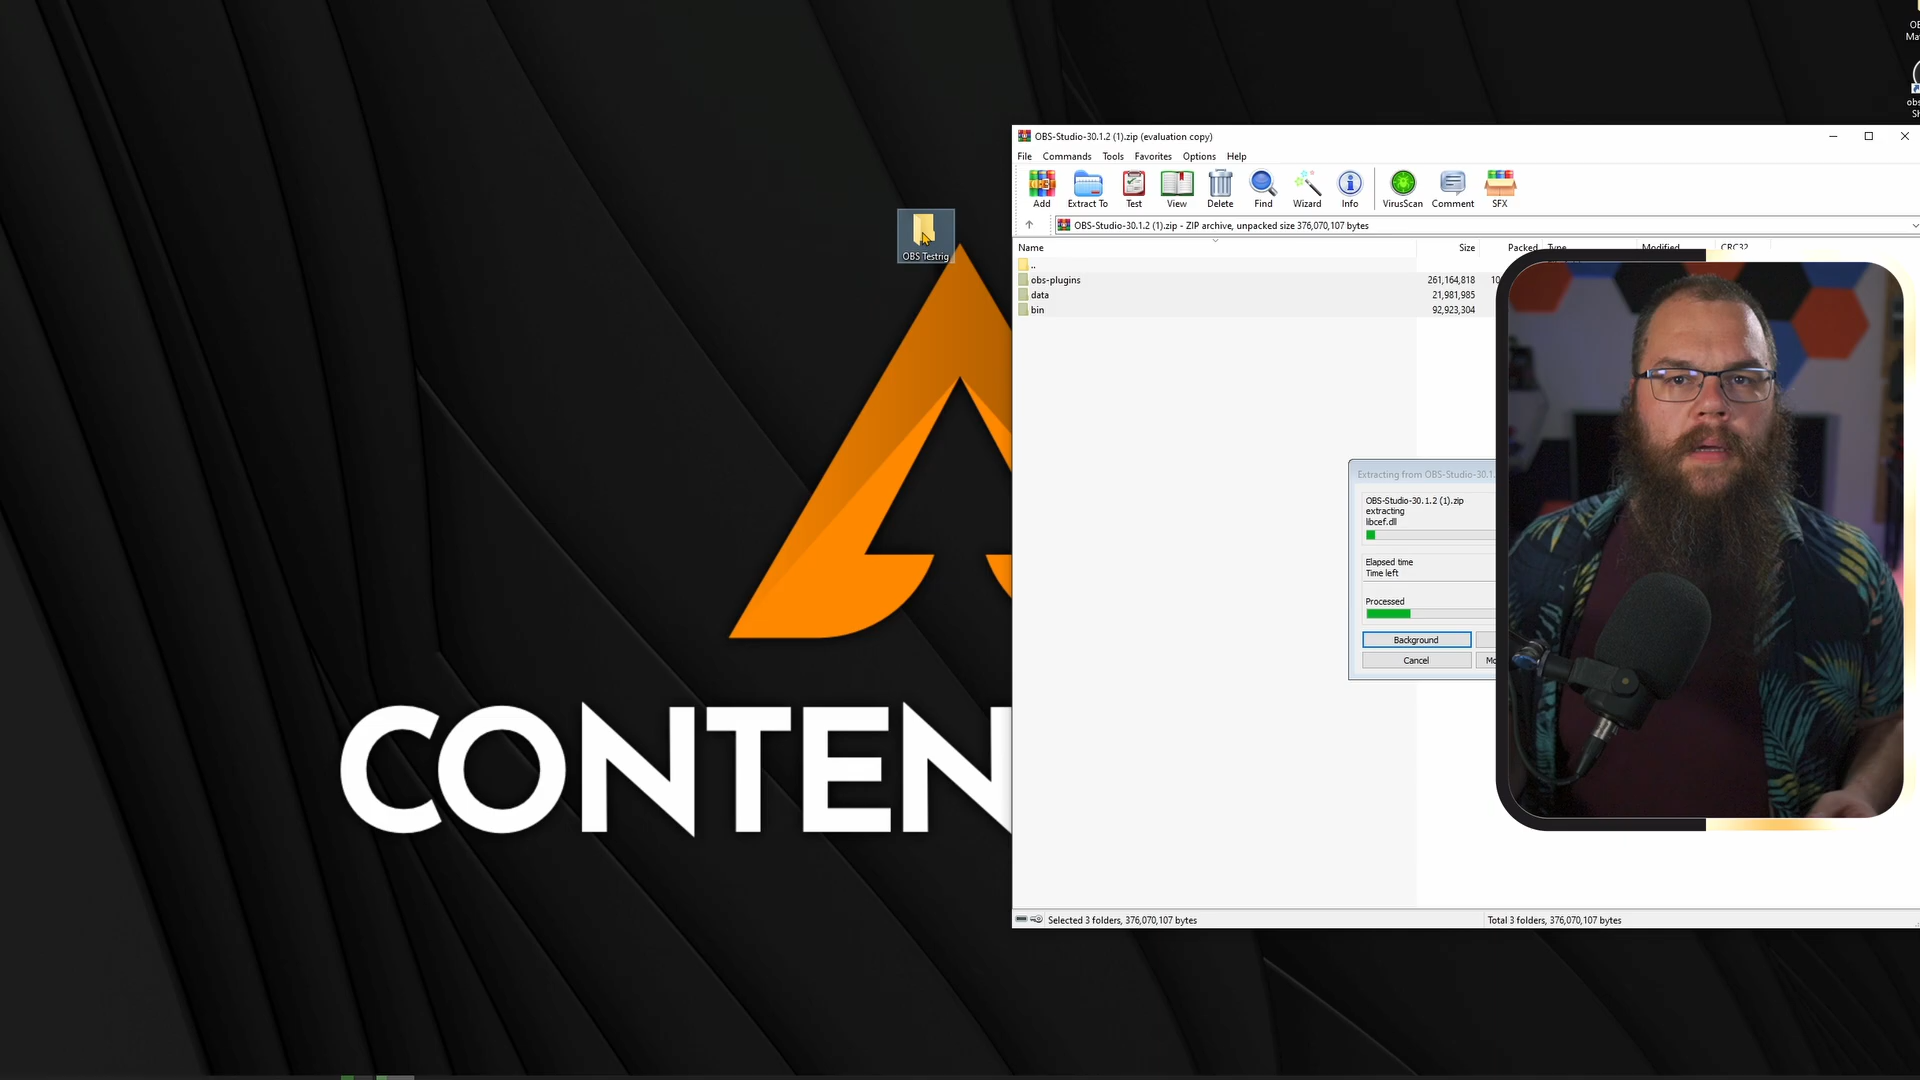 OBS Testrig
CONTEN
OBS-Studio-30.1.2 (1).zip (evaluation copy)
File Commands Tools Favorites Options Help
Add Extract To Test View Delete Find Wizard Info VirusScan Comment SFX
OBS-Studio-30.1.2 (1).zip - ZIP archive, unpacked size 376,070,107 bytes
Name Size Packed Type Modified CRC32
..
obs-plugins 261,164,818 10
data 21,981,985
bin 92,923,304
Extracting from OBS-Studio-30.1.
OBS-Studio-30.1.2 (1).zip
extracting
libcef.dll
Elapsed time
Time left
Processed
Background
Cancel
Selected 3 folders, 376,070,107 bytes
Total 3 folders, 376,070,107 bytes